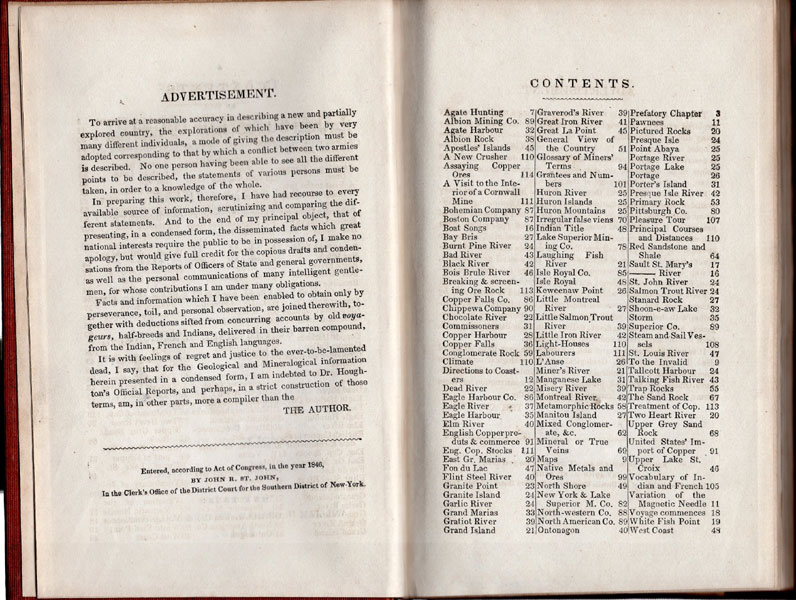 ADVERTISEMENT.
To arrive at a reasonable accuracy in describing a new and partially
explored country, the explorations of which have been by very
many different individuals, a mode of giving the description must be
adopted corresponding to that by which a conflict between two armies
is described. No one person having been able to see all the different
points to be described, the statements of various persons must be
taken, in order to a knowledge of the whole.
In preparing this work, therefore, I have had recourse to every
available source of information, scrutinizing and comparing the dif-
ferent statements. And to the end of my principal object, that of
presenting, in a condensed form, the disseminated facts which great
national interests require the public to be in possession of, I make no
apology, but would give full credit for the copious draits and conden-
sations from the Reports of Officers of State and general governments,
as well as the personal communications of many intelligent gentle-
men, for whose contributions I am under many obligations.
Facts and information which I have been enabled to obtain only by
perseverance, toil, and personal observation, are joined therewith, to-
gether with deductions sifted from concurring accounts by old voya-
geurs, half-breeds and Indians, delivered in their barren compound,
from the Indian, French and English languages.
It is with feelings of regret and justice to the ever-to-be-lamented
dead, I say, that for the Geological and Mineralogical information
herein presented in a condensed form, I am indebted to Dr. Hough-
ton's Official Reports, and perhaps, in a strict construction of those
terms, am, in other parts, more a compiler than the
THE AUTHOR.
Entered, according to Act of Congress, in the year 1846,
BY JOHN R. ST. JOHN,
In the Clerk's Office of the District Court for the Southern District of New-York.
CONTENTS.
Agate Hunting 7
Albion Mining Co. 89
Agate Harbour 32
Albion Rock 38
Apostles' Islands 45
A New Crusher 110
Assaying Copper
Ores 114
A Visit to the Inte-
rior of a Cornwall
Mine 111
Bohemian Company 87
Boston Company 87
Boat Songs 16
Bay Bris 27
Burnt Pine River 24
Bad River 43
Black River 42
Bois Brule River 46
Breaking & screen-
ing Ore 113
Copper Falls Co. 86
Chippewa Company 90
Chocolate River 22
Commissioners 31
Copper Harbour 28
Copper Falls 36
Conglomerate Rock 59
Climate 110
Directions to Coast-
ers 12
Dead River 22
Eagle Harbour Co. 86
Eagle River 37
Eagle Harbour 35
Elm River 40
English Copper pro-
duts & commerce 91
Eng. Cop. Stocks 111
East Gr. Marias 20
Fon du Lac 47
Flint Steel River 40
Granite Point 23
Granite Island 24
Garlic River 24
Grand Marias 33
Gratiot River 39
Grand Island 21
Graverod's River 39
Great Iron River 41
Great La Point 45
General View of
the Country 51
Glossary of Miners'
Terms 94
Grantees and Num-
bers 101
Huron River 25
Huron Islands 25
Huron Mountains 25
Irregular false viens 70
Indian Title 48
Lake Superior Min-
ing Co. 78
Laughing Fish
River 21
Isle Royal Co. 85
Isle Royal 48
Keweenaw Point 26
Little Montreal
River 27
Little Salmon Trout
River 39
Little Iron River 42
Light-Houses 110
Labourers 111
L'Anse 26
Miner's River 21
Manganese Lake 31
Misery River 39
Montreal River 42
Metamorphic Rocks 58
Manitou Island 27
Mixed Conglomer-
ate, &c. 62
Mineral or True
Veins 69
Maps 9
Native Metals and
Ores 99
North Shore 49
New York & Lake
Superior M. Co. 82
North-western Co. 88
North American Co. 89
Ontonagon 40
Prefatory Chapter 3
Pawnees 11
Pictured Rocks 20
Presque Isle 24
Point Abaya 25
Portage River 25
Portage Lake 25
Portage 26
Porter's Island 31
Presque Isle River 42
Primary Rock 53
Pittsburgh Co. 80
Pleasure Tour 107
Principal Courses
and Distances 110
Red Sandstone and
Shale 64
Sault St. Mary's 17
——— River 16
St. John River 24
Salmon Trout River 24
Stanard Rock 27
Shoon-e-aw Lake 32
Storm 35
Superior Co. 89
Steam and Sail Ves-
sels 108
St. Louis River 47
To the Invalid 9
Tallcott Harbour 24
Talking Fish River 43
Trap Rocks 55
The Sand Rock 67
Treatment of Cop. 113
Two Heart River 20
Upper Grey Sand
Rock 68
United States' Im-
port of Copper 91
Upper Lake St.
Croix 46
Vocabulary of In-
dian and French 105
Variation of the
Magnetic Needle 11
Voyage commences 18
White Fish Point 19
West Coast 48